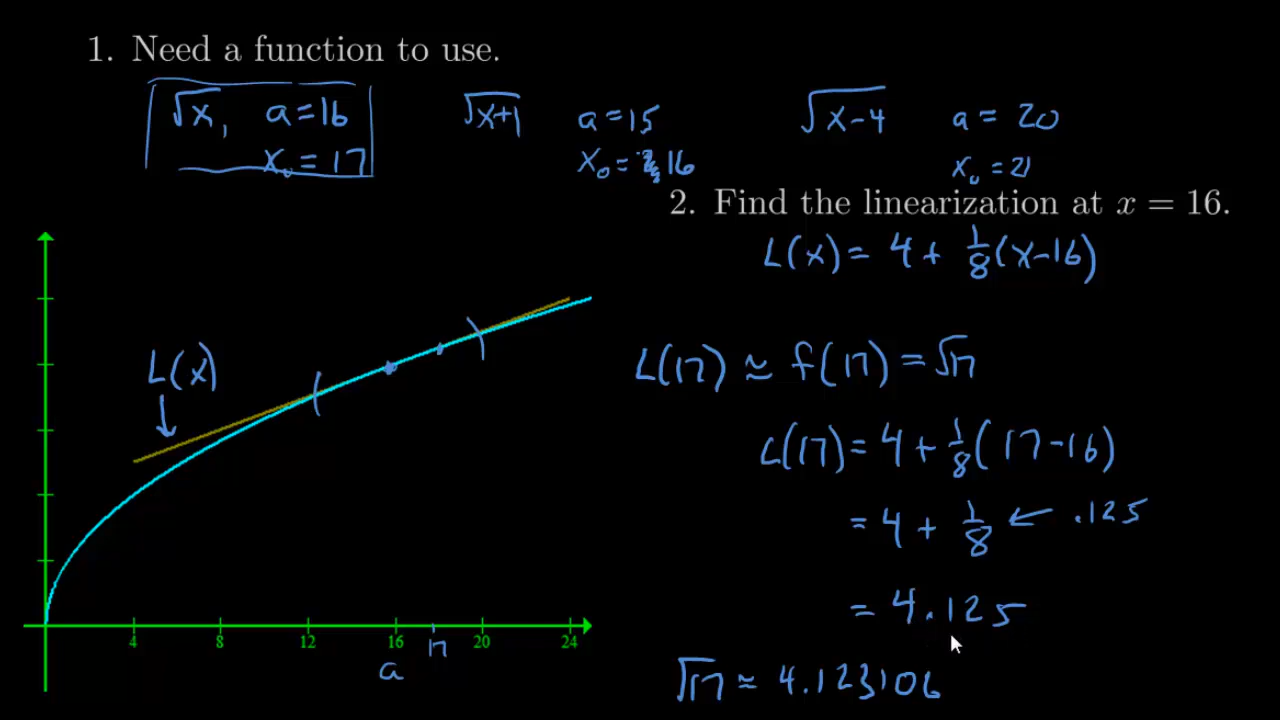 1. Need a function to use.
√x, a=16 √x+1 a=15 √x-4 a = 20
x₀ = 17 x₀ = 16 x₀ = 21
2. Find the linearization at x = 16.
L(x) = 4 + 1/8 (x-16)
L(17) ≈ f(17) = √17
L(x)
L(17) = 4 + 1/8 (17-16)
= 4 + 1/8 ← .125
= 4.125
4 8 12 16 17 20 24
a
√17 ≈ 4.123106